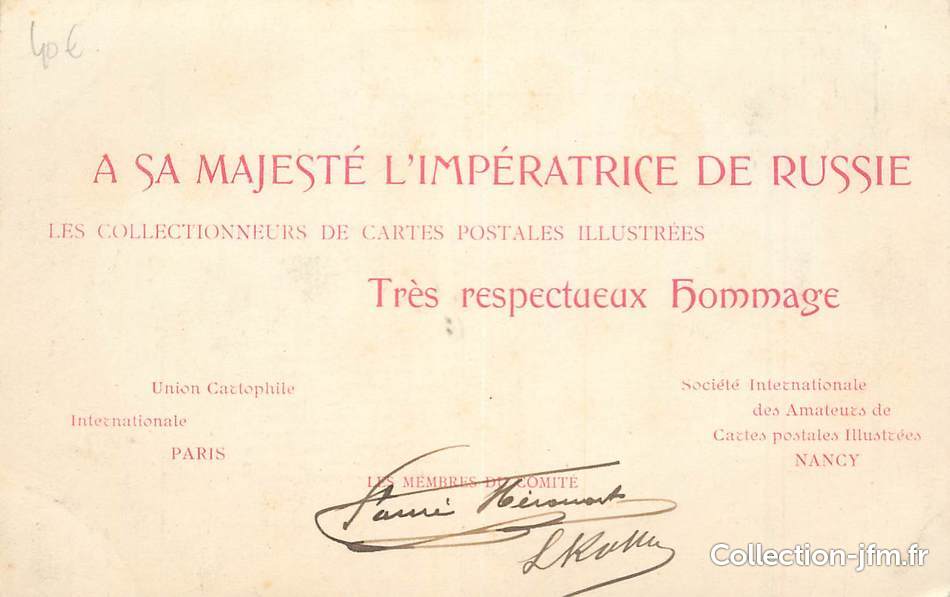 40€
A SA MAJESTÉ L'IMPÉRATRICE DE RUSSIE
LES COLLECTIONNEURS DE CARTES POSTALES ILLUSTRÉES
Très respectueux Hommage
Union Cartophile
Internationale
PARIS
Société Internationale
des Amateurs de
Cartes postales Illustrées
NANCY
LES MEMBRES DU COMITÉ
Collection-jfm.fr